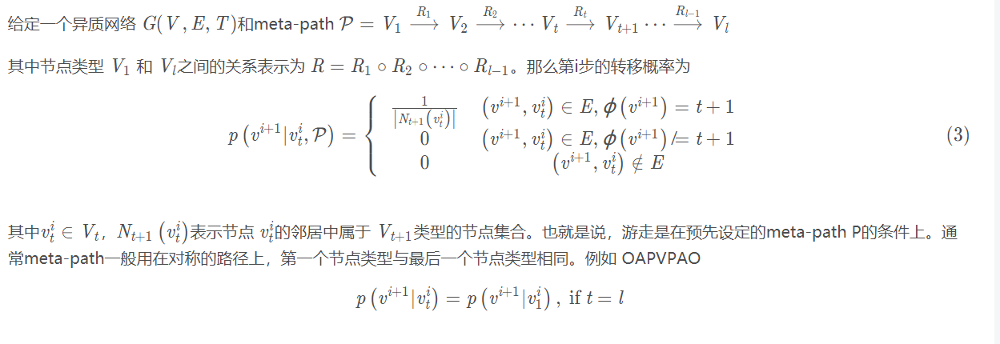 给定一个异质网络 $G(V, E, T)$和meta-path $\mathcal{P} = V_1 \xrightarrow{R_1} V_2 \xrightarrow{R_2} \cdots V_t \xrightarrow{R_t} V_{t+1} \cdots \xrightarrow{R_{l-1}} V_l$
其中节点类型 $V_1$ 和 $V_l$之间的关系表示为 $R = R_1 \circ R_2 \circ \cdots \circ R_{l-1}$。那么第i步的转移概率为
$p\left(v^{i+1} | v_t^i, \mathcal{P}\right) = \begin{cases} \frac{1}{\left|N_{t+1}\left(v_t^i\right)\right|} & \left(v^{i+1}, v_t^i\right) \in E, \phi\left(v^{i+1}\right) = t+1 \\ 0 & \left(v^{i+1}, v_t^i\right) \in E, \phi\left(v^{i+1}\right) \neq t+1 \\ 0 & \left(v^{i+1}, v_t^i\right) \notin E \end{cases}$ (3)
其中$v_t^i \in V_t$，$N_{t+1}\left(v_t^i\right)$表示节点 $v_t^i$的邻居中属于 $V_{t+1}$类型的节点集合。也就是说，游走是在预先设定的meta-path P的条件上。通
常meta-path一般用在对称的路径上，第一个节点类型与最后一个节点类型相同。例如 OAPVPAO
$p\left(v^{i+1} | v_t^i\right) = p\left(v^{i+1} | v_1^i\right), \text{ if } t = l$